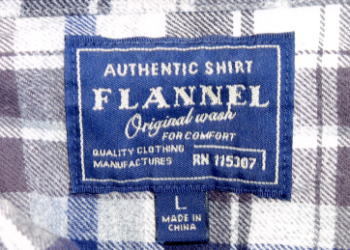 AUTHENTIC SHIRT
FLANNEL
Original wash
FOR COMFORT
QUALITY CLOTHING
MANUFACTURES RN 115307
L
MADE IN
CHINA